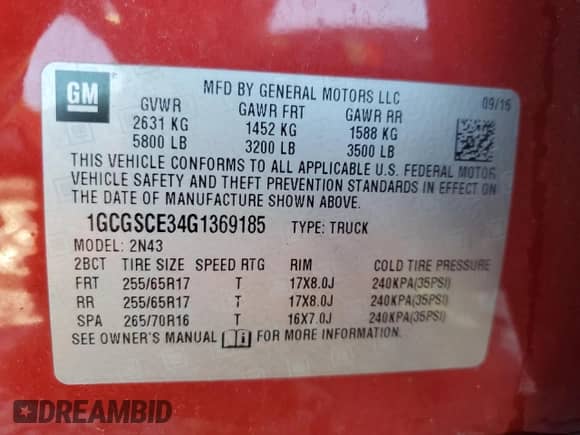 GM
MFD BY GENERAL MOTORS LLC
09/15
GVWR GAWR FRT GAWR RR
2631 KG 1452 KG 1588 KG
5800 LB 3200 LB 3500 LB
THIS VEHICLE CONFORMS TO ALL APPLICABLE U.S. FEDERAL MOTOR
VEHICLE SAFETY AND THEFT PREVENTION STANDARDS IN EFFECT ON
THE DATE OF MANUFACTURE SHOWN ABOVE.
1GCGSCE34G1369185 TYPE: TRUCK
MODEL: 2N43
2BCT TIRE SIZE SPEED RTG RIM COLD TIRE PRESSURE
FRT 255/65R17 T 17X8.0J 240KPA(35PSI)
RR 255/65R17 T 17X8.0J 240KPA(35PSI)
SPA 265/70R16 T 16X7.0J 240KPA(35PSI)
SEE OWNER'S MANUAL FOR MORE INFORMATION
DREAMBID